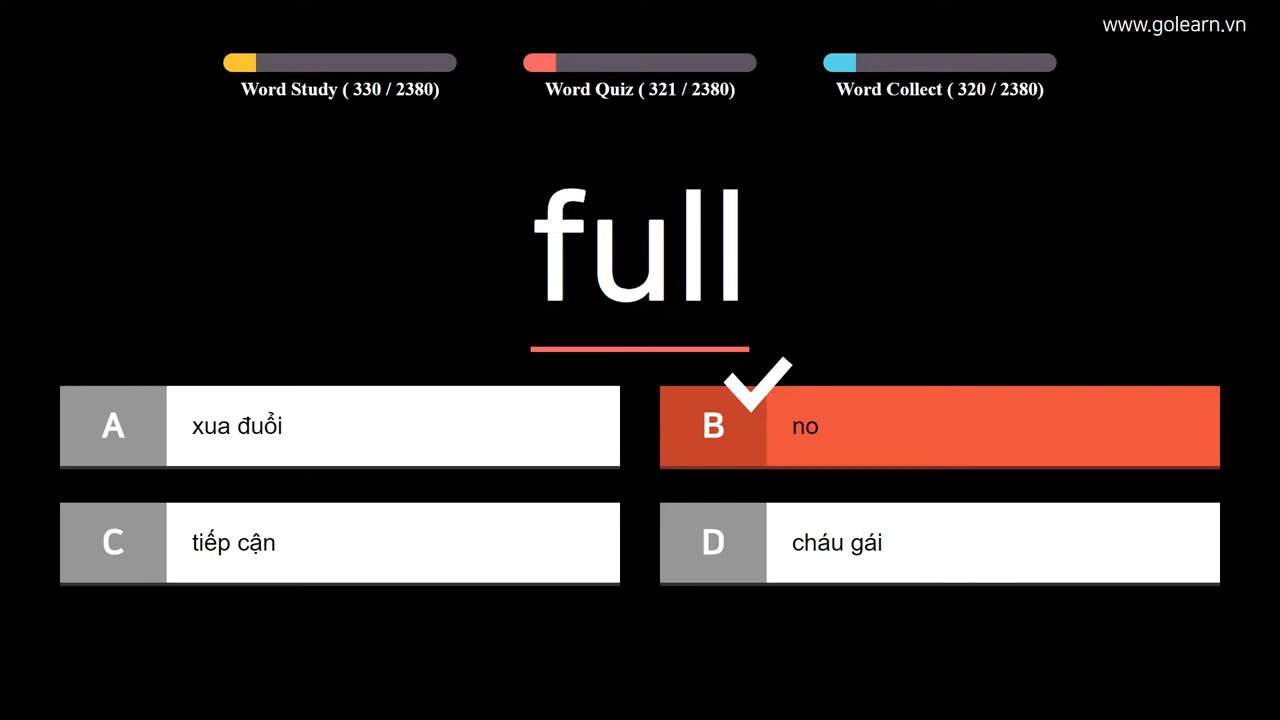 www.golearn.vn
Word Study ( 330 / 2380)
Word Quiz ( 321 / 2380)
Word Collect ( 320 / 2380)
full
A xua đuổi
B no
C tiếp cận
D cháu gái